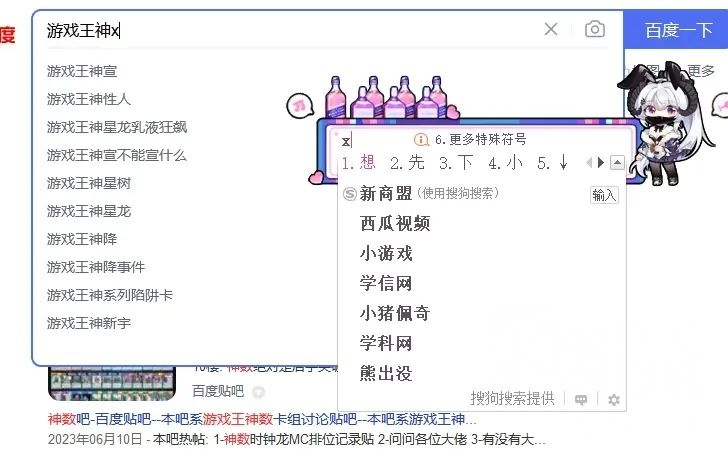 度
游戏王神x
百度一下
更多
游戏王神宣
游戏王神性人
游戏王神星龙乳液狂飙
游戏王神宣不能宣什么
游戏王神星树
游戏王神星龙
游戏王神降
游戏王神降事件
游戏王神系列陷阱卡
游戏王神新宇
x
6.更多特殊符号
1.想 2.先 3.下 4.小 5.↓
S 新商盟 (使用搜狗搜索) 输入
西瓜视频
小游戏
学信网
小猪佩奇
学科网
熊出没
搜狗搜索提供
百度贴吧
神数吧-百度贴吧--本吧系游戏王神数卡组讨论贴吧--本吧系游戏王神...
2023年06月10日 - 本吧热帖: 1-神数时钟龙MC排位记录贴 2-问问各位大佬 3-有没有大...